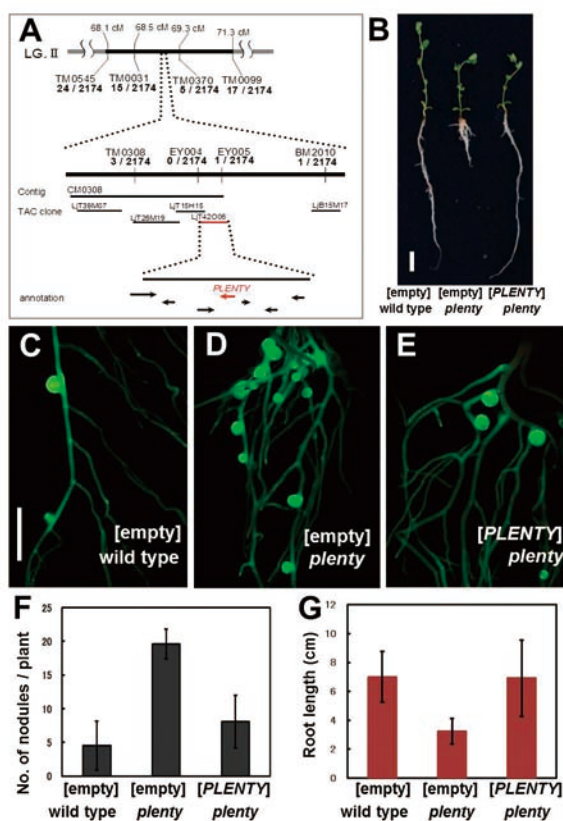 A
68.1 cM
68.5 cM
69.3 cM
71.3 cM
LG. II
TM0545
24 / 2174
TM0031
15 / 2174
TM0370
5 / 2174
TM0099
17 / 2174
TM0308
3 / 2174
EY004
0 / 2174
EY005
1 / 2174
BM2010
1 / 2174
Contig
CM0308
TAC clone
LjT39M07
LjT26M19
LjT15H15
LjT42O06
LjB15M17
PLENTY
annotation
B
[empty]
wild type
[empty]
plenty
[PLENTY]
plenty
C
[empty]
wild type
D
[empty]
plenty
E
[PLENTY]
plenty
F
No. of nodules / plant
25
20
15
10
5
0
[empty]
wild type
[empty]
plenty
[PLENTY]
plenty
G
Root length (cm)
12
10
8
6
4
2
0
[empty]
wild type
[empty]
plenty
[PLENTY]
plenty